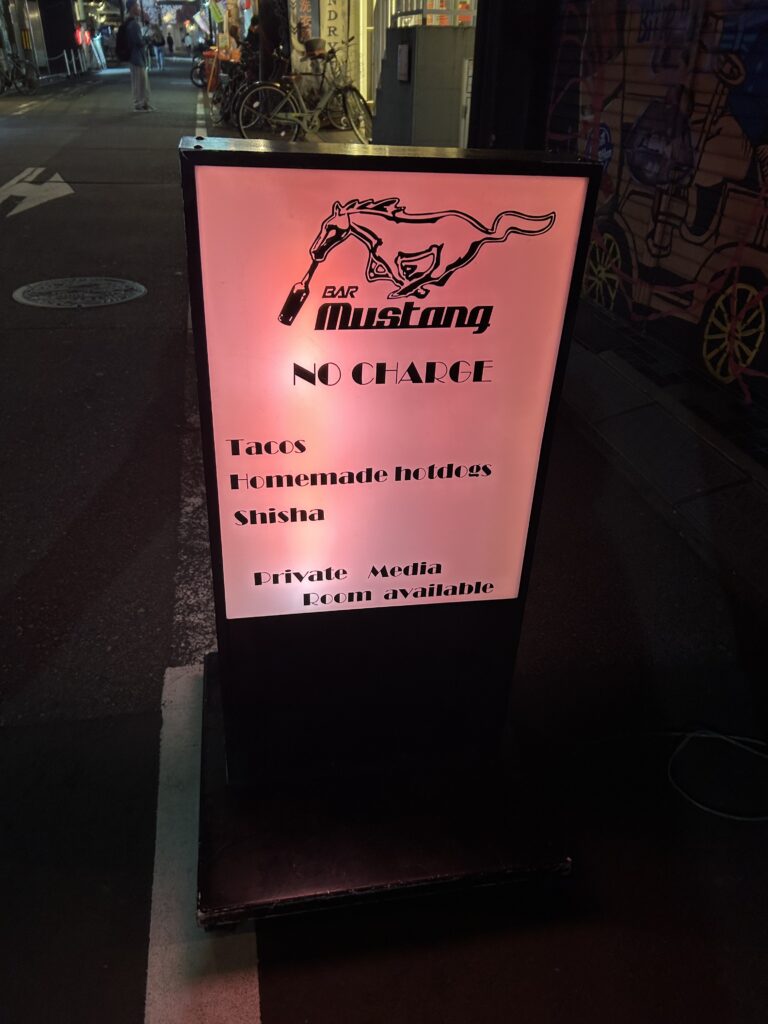 BAR
Mustang
NO CHARGE
Tacos
Homemade hotdogs
Shisha
Private Media
Room available